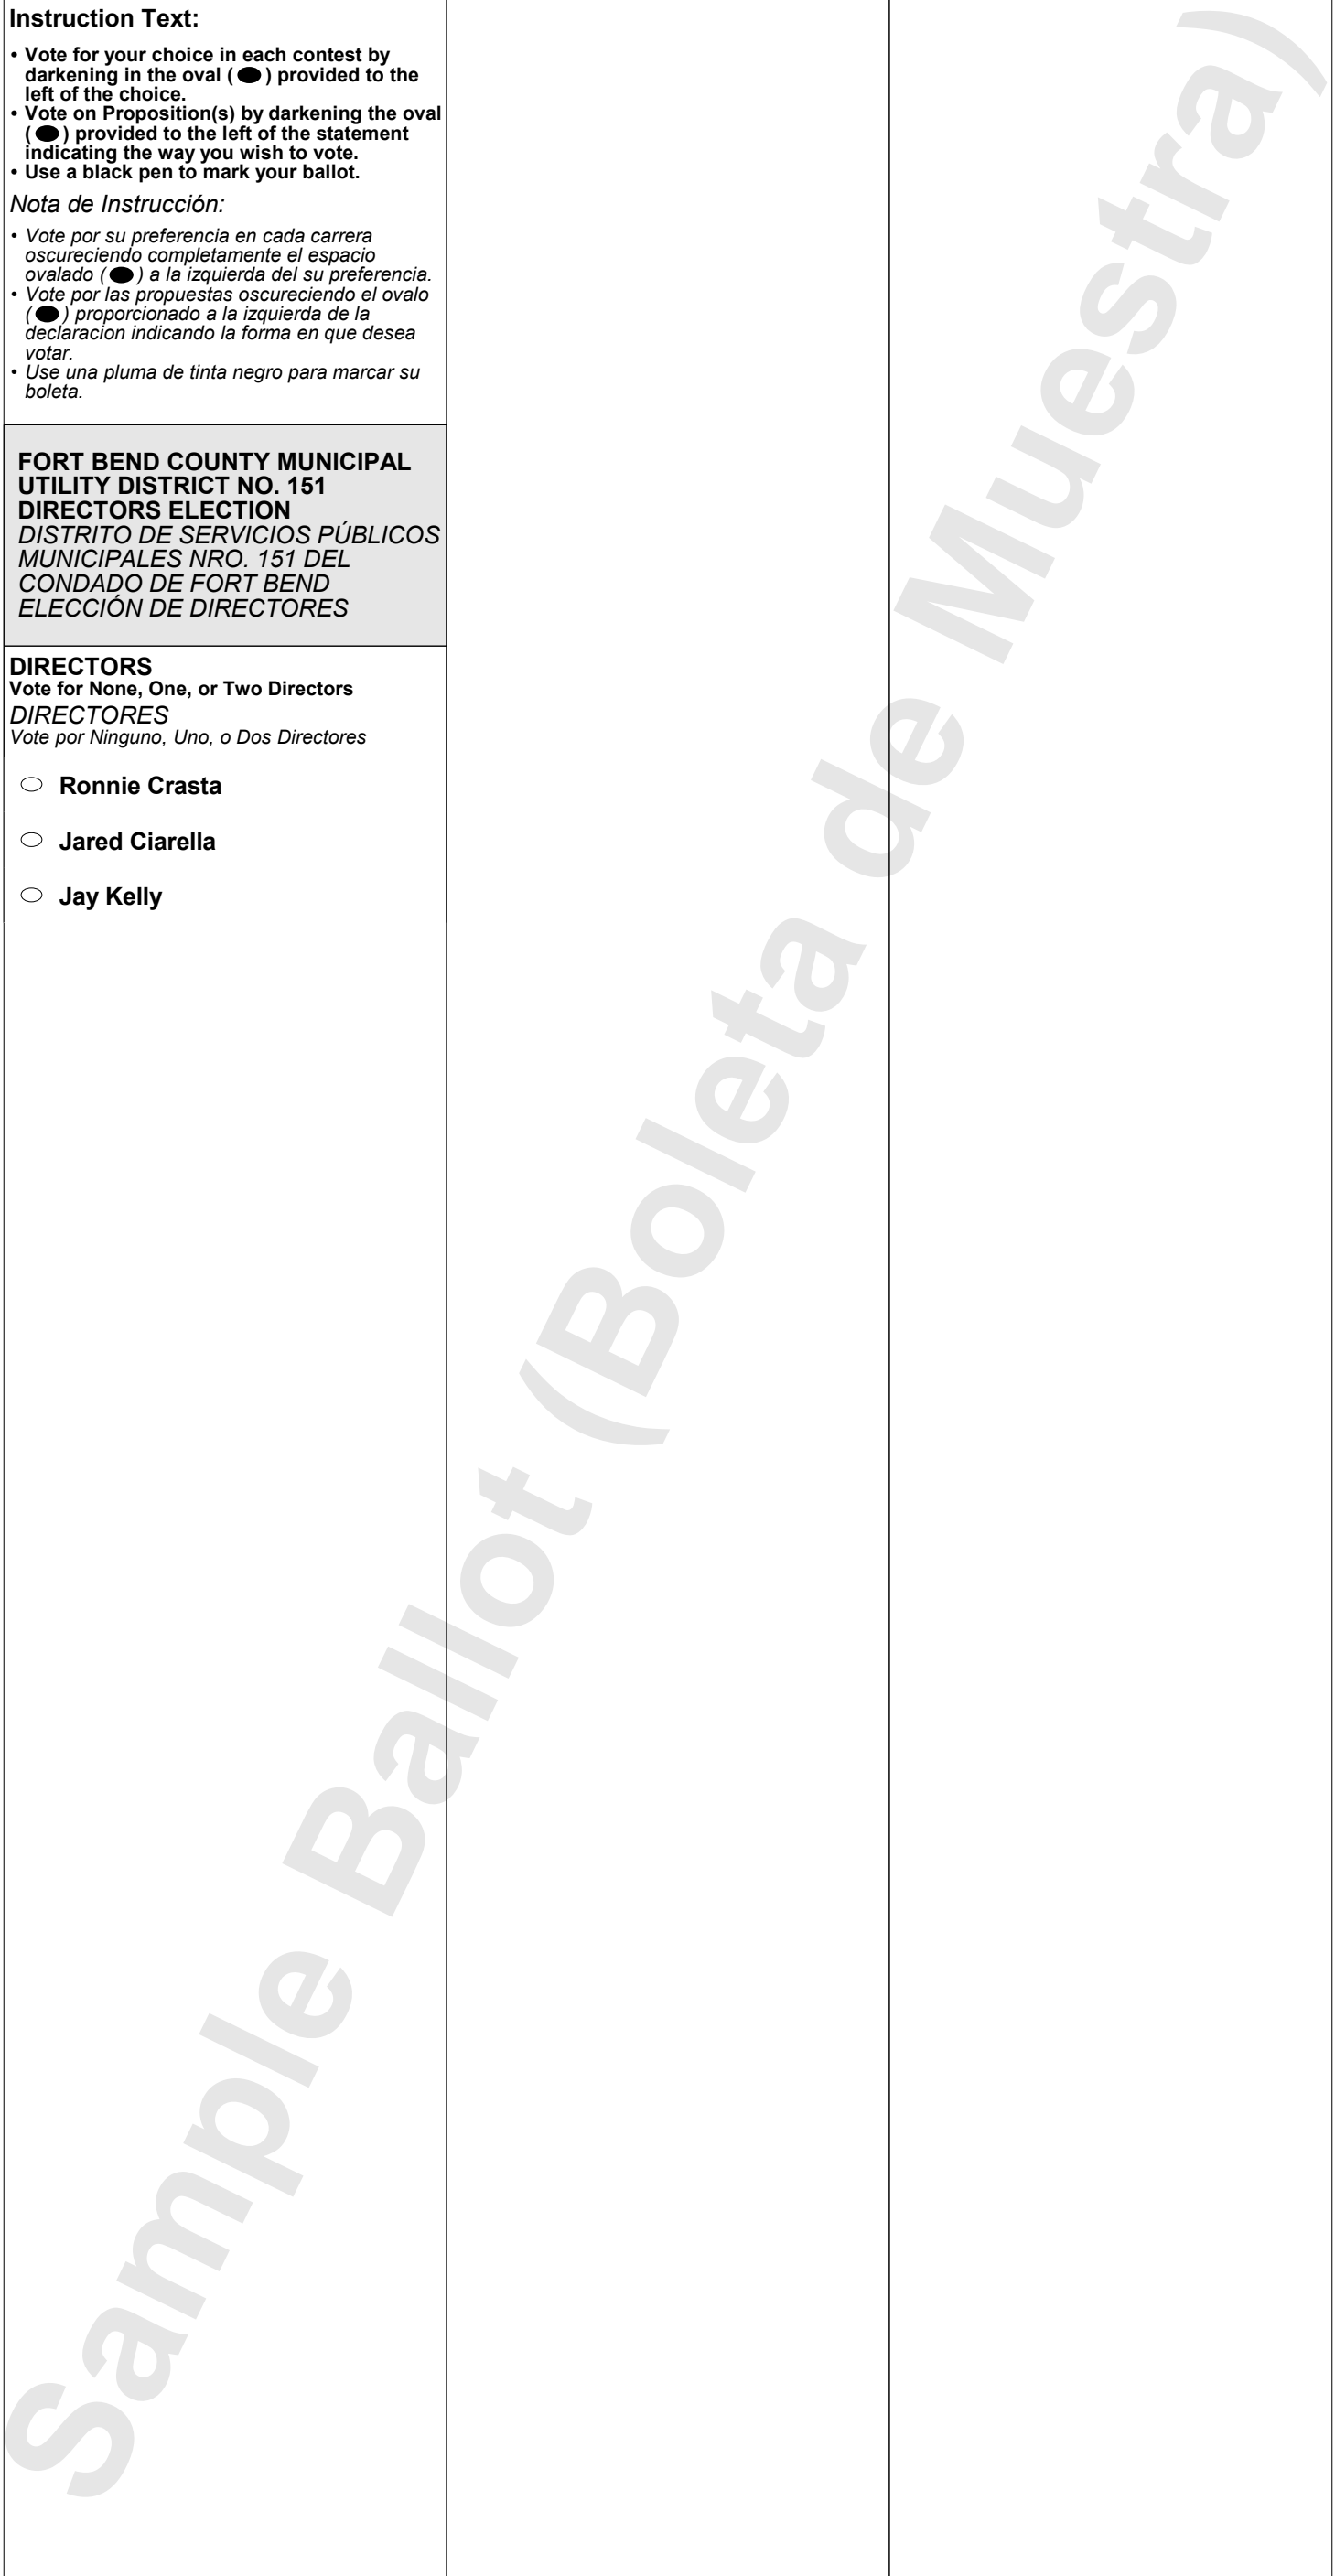 Instruction Text:
• Vote for your choice in each contest by
darkening in the oval ( ) provided to the
left of the choice.
• Vote on Proposition(s) by darkening the oval
( ) provided to the left of the statement
indicating the way you wish to vote.
• Use a black pen to mark your ballot.
Nota de Instrucción:
• Vote por su preferencia en cada carrera
oscureciendo completamente el espacio
ovalado ( ) a la izquierda del su preferencia.
• Vote por las propuestas oscureciendo el ovalo
( ) proporcionado a la izquierda de la
declaracion indicando la forma en que desea
votar.
• Use una pluma de tinta negro para marcar su
boleta.
FORT BEND COUNTY MUNICIPAL
UTILITY DISTRICT NO. 151
DIRECTORS ELECTION
DISTRITO DE SERVICIOS PÚBLICOS
MUNICIPALES NRO. 151 DEL
CONDADO DE FORT BEND
ELECCIÓN DE DIRECTORES
DIRECTORS
Vote for None, One, or Two Directors
DIRECTORES
Vote por Ninguno, Uno, o Dos Directores
Ronnie Crasta
Jared Ciarella
Jay Kelly
Sample Ballot (Boleta de Muestra)